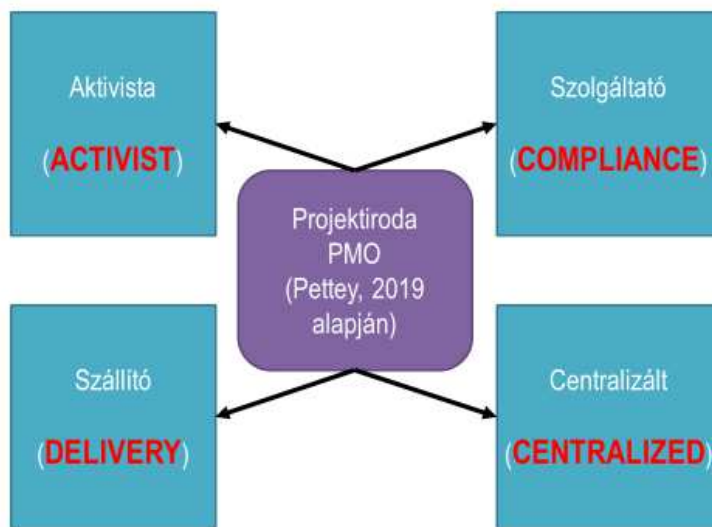 Aktivista
(ACTIVIST)
Szolgáltató
(COMPLIANCE)
Projektiroda
PMO
(Pettey, 2019
alapján)
Szállító
(DELIVERY)
Centralizált
(CENTRALIZED)